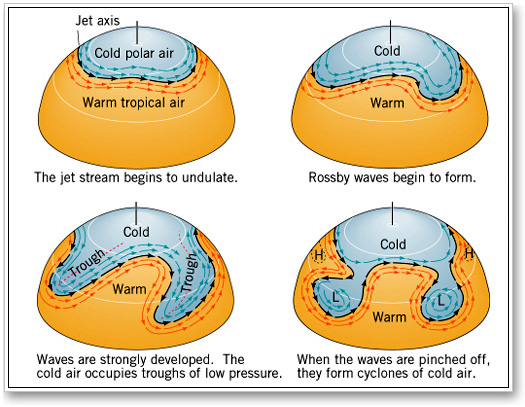 Jet axis
Cold polar air
Warm tropical air
The jet stream begins to undulate.
Cold
Warm
Rossby waves begin to form.
Cold
Trough
Trough
Warm
Waves are strongly developed. The
cold air occupies troughs of low pressure.
Cold
H
H
L
L
Warm
When the waves are pinched off,
they form cyclones of cold air.